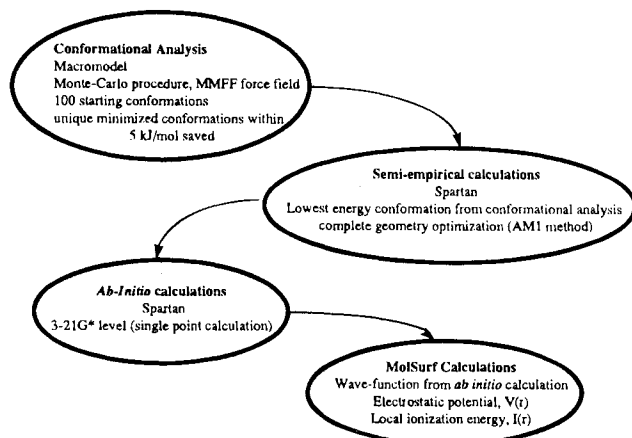 Conformational Analysis
Macromodel
Monte-Carlo procedure, MMFF force field
100 starting conformations
unique minimized conformations within
5 kJ/mol saved
Semi-empirical calculations
Spartan
Lowest energy conformation from conformational analysis
complete geometry optimization (AM1 method)
Ab-Initio calculations
Spartan
3-21G* level (single point calculation)
MolSurf Calculations
Wave-function from ab initio calculation
Electrostatic potential, V(r)
Local ionization energy, I(r)